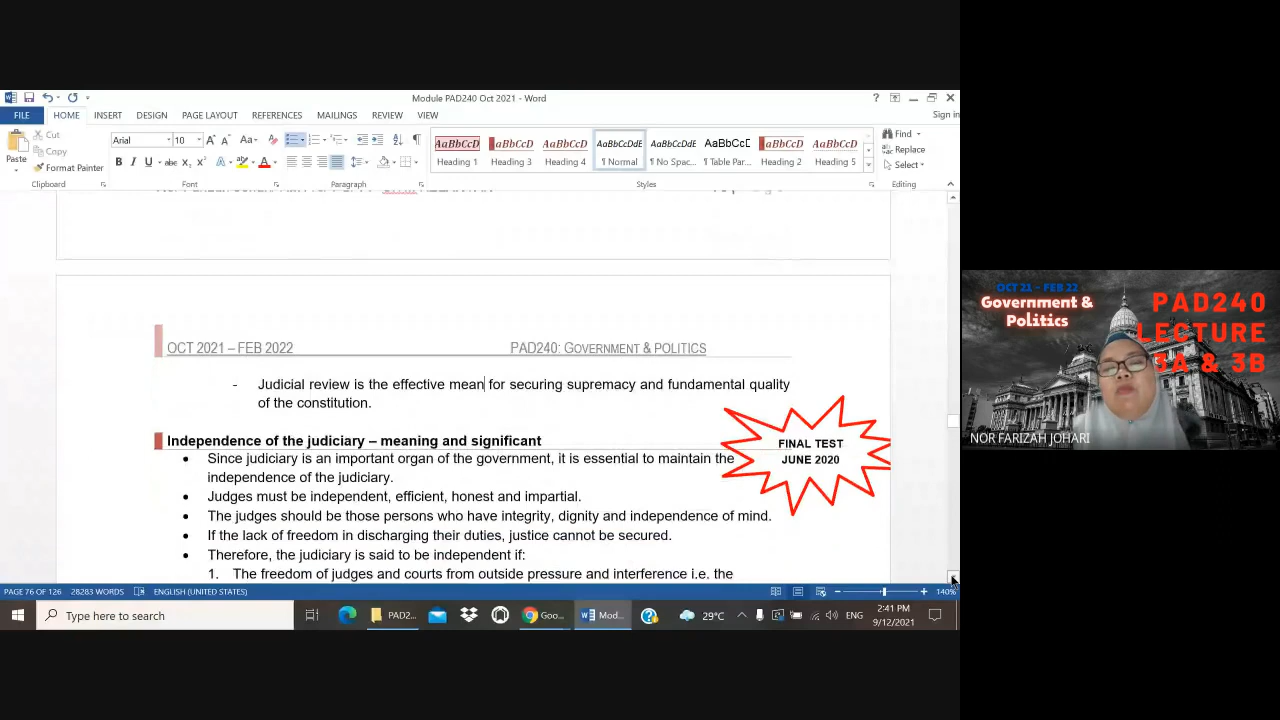 Module PAD240 Oct 2021 - Word
FILE HOME INSERT DESIGN PAGE LAYOUT REFERENCES MAILINGS REVIEW VIEW Sign in
Cut
Copy
Format Painter
Paste
Arial 10
AaBbCcD AaBbCcD AaBbCcD AaBbCcDdE AaBbCcDdE AaBbCc AaBbCcD AaBbCcD
Heading 1 Heading 3 Heading 4 ¶ Normal ¶ No Spac... ¶ Table Par... Heading 2 Heading 5
Find
Replace
Select
Clipboard Font Paragraph Styles Editing
OCT 2021 – FEB 2022 PAD240: GOVERNMENT & POLITICS
- Judicial review is the effective mean for securing supremacy and fundamental quality
of the constitution.
Independence of the judiciary – meaning and significant
FINAL TEST
JUNE 2020
• Since judiciary is an important organ of the government, it is essential to maintain the
independence of the judiciary.
• Judges must be independent, efficient, honest and impartial.
• The judges should be those persons who have integrity, dignity and independence of mind.
• If the lack of freedom in discharging their duties, justice cannot be secured.
• Therefore, the judiciary is said to be independent if:
1. The freedom of judges and courts from outside pressure and interference i.e. the
PAGE 76 OF 126 28283 WORDS ENGLISH (UNITED STATES) 140%
Type here to search
PAD2...
Goo...
Mod...
29°C
ENG
2:41 PM
9/12/2021
OCT 21 - FEB 22
Government &
Politics
PAD240
LECTURE
3A & 3B
NOR FARIZAH JOHARI